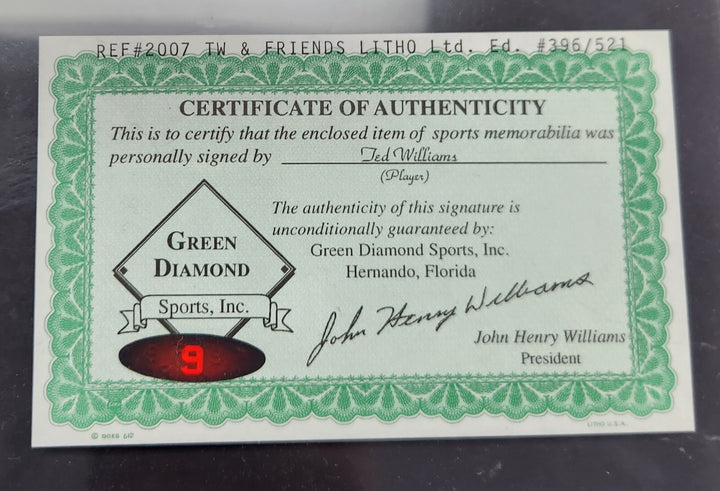 REF#2007 TW & FRIENDS LITHO Ltd. Ed. #396/521
CERTIFICATE OF AUTHENTICITY
This is to certify that the enclosed item of sports memorabilia was
personally signed by Ted Williams
(Player)
The authenticity of this signature is
unconditionally guaranteed by:
Green Diamond Sports, Inc.
Hernando, Florida
GREEN
DIAMOND
Sports, Inc.
9
John Henry Williams
John Henry Williams
President
LITHO U.S.A.